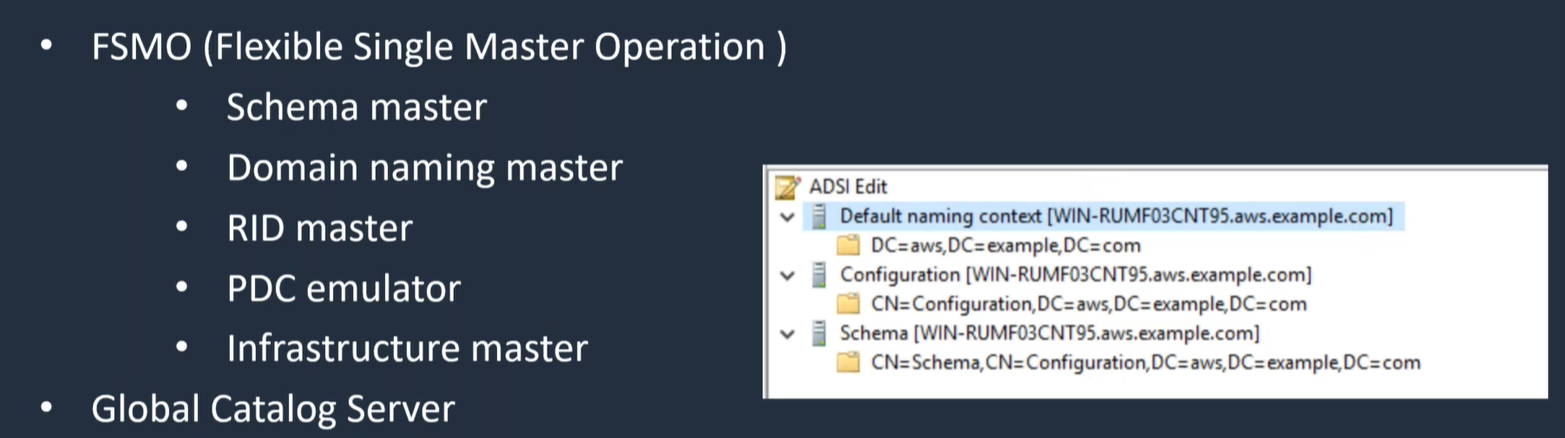 • FSMO (Flexible Single Master Operation )
• Schema master
• Domain naming master
• RID master
• PDC emulator
• Infrastructure master
• Global Catalog Server
ADSI Edit
Default naming context [WIN-RUMF03CNT95.aws.example.com]
DC=aws,DC=example,DC=com
Configuration [WIN-RUMF03CNT95.aws.example.com]
CN=Configuration,DC=aws,DC=example,DC=com
Schema [WIN-RUMF03CNT95.aws.example.com]
CN=Schema,CN=Configuration,DC=aws,DC=example,DC=com